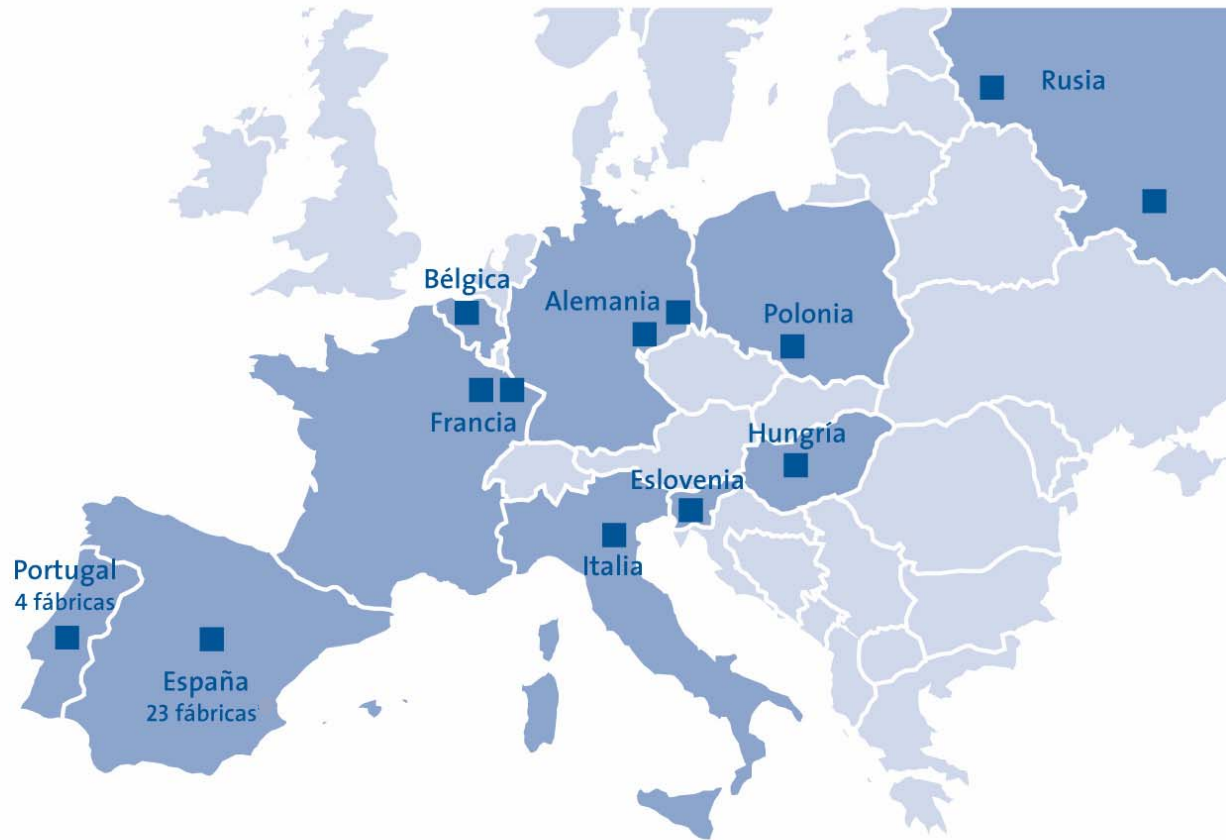 Rusia
Bélgica
Alemania
Polonia
Francia
Hungría
Eslovenia
Italia
Portugal
4 fábricas
España
23 fábricas